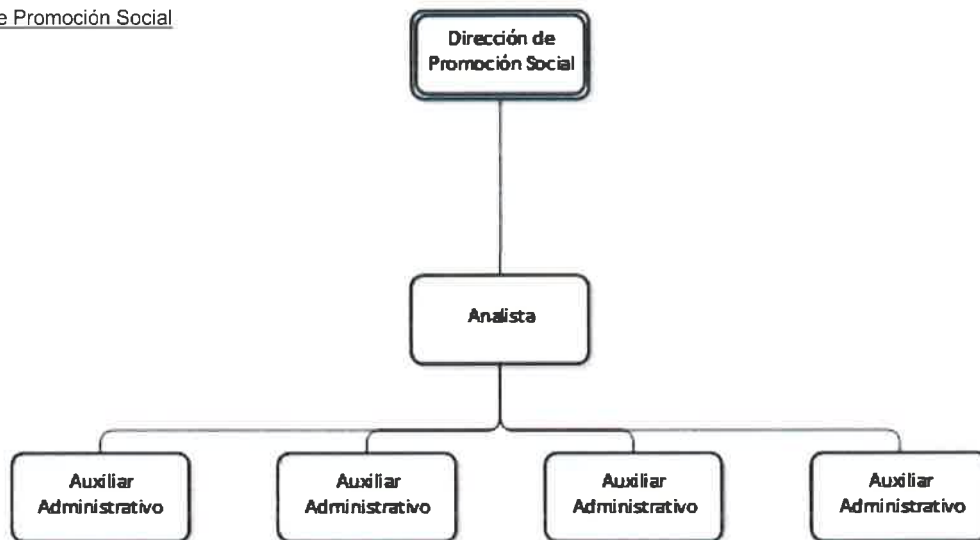 e Promoción Social
Dirección de
Promoción Social
Analista
Auxiliar
Administrativo
Auxiliar
Administrativo
Auxiliar
Administrativo
Auxiliar
Administrativo